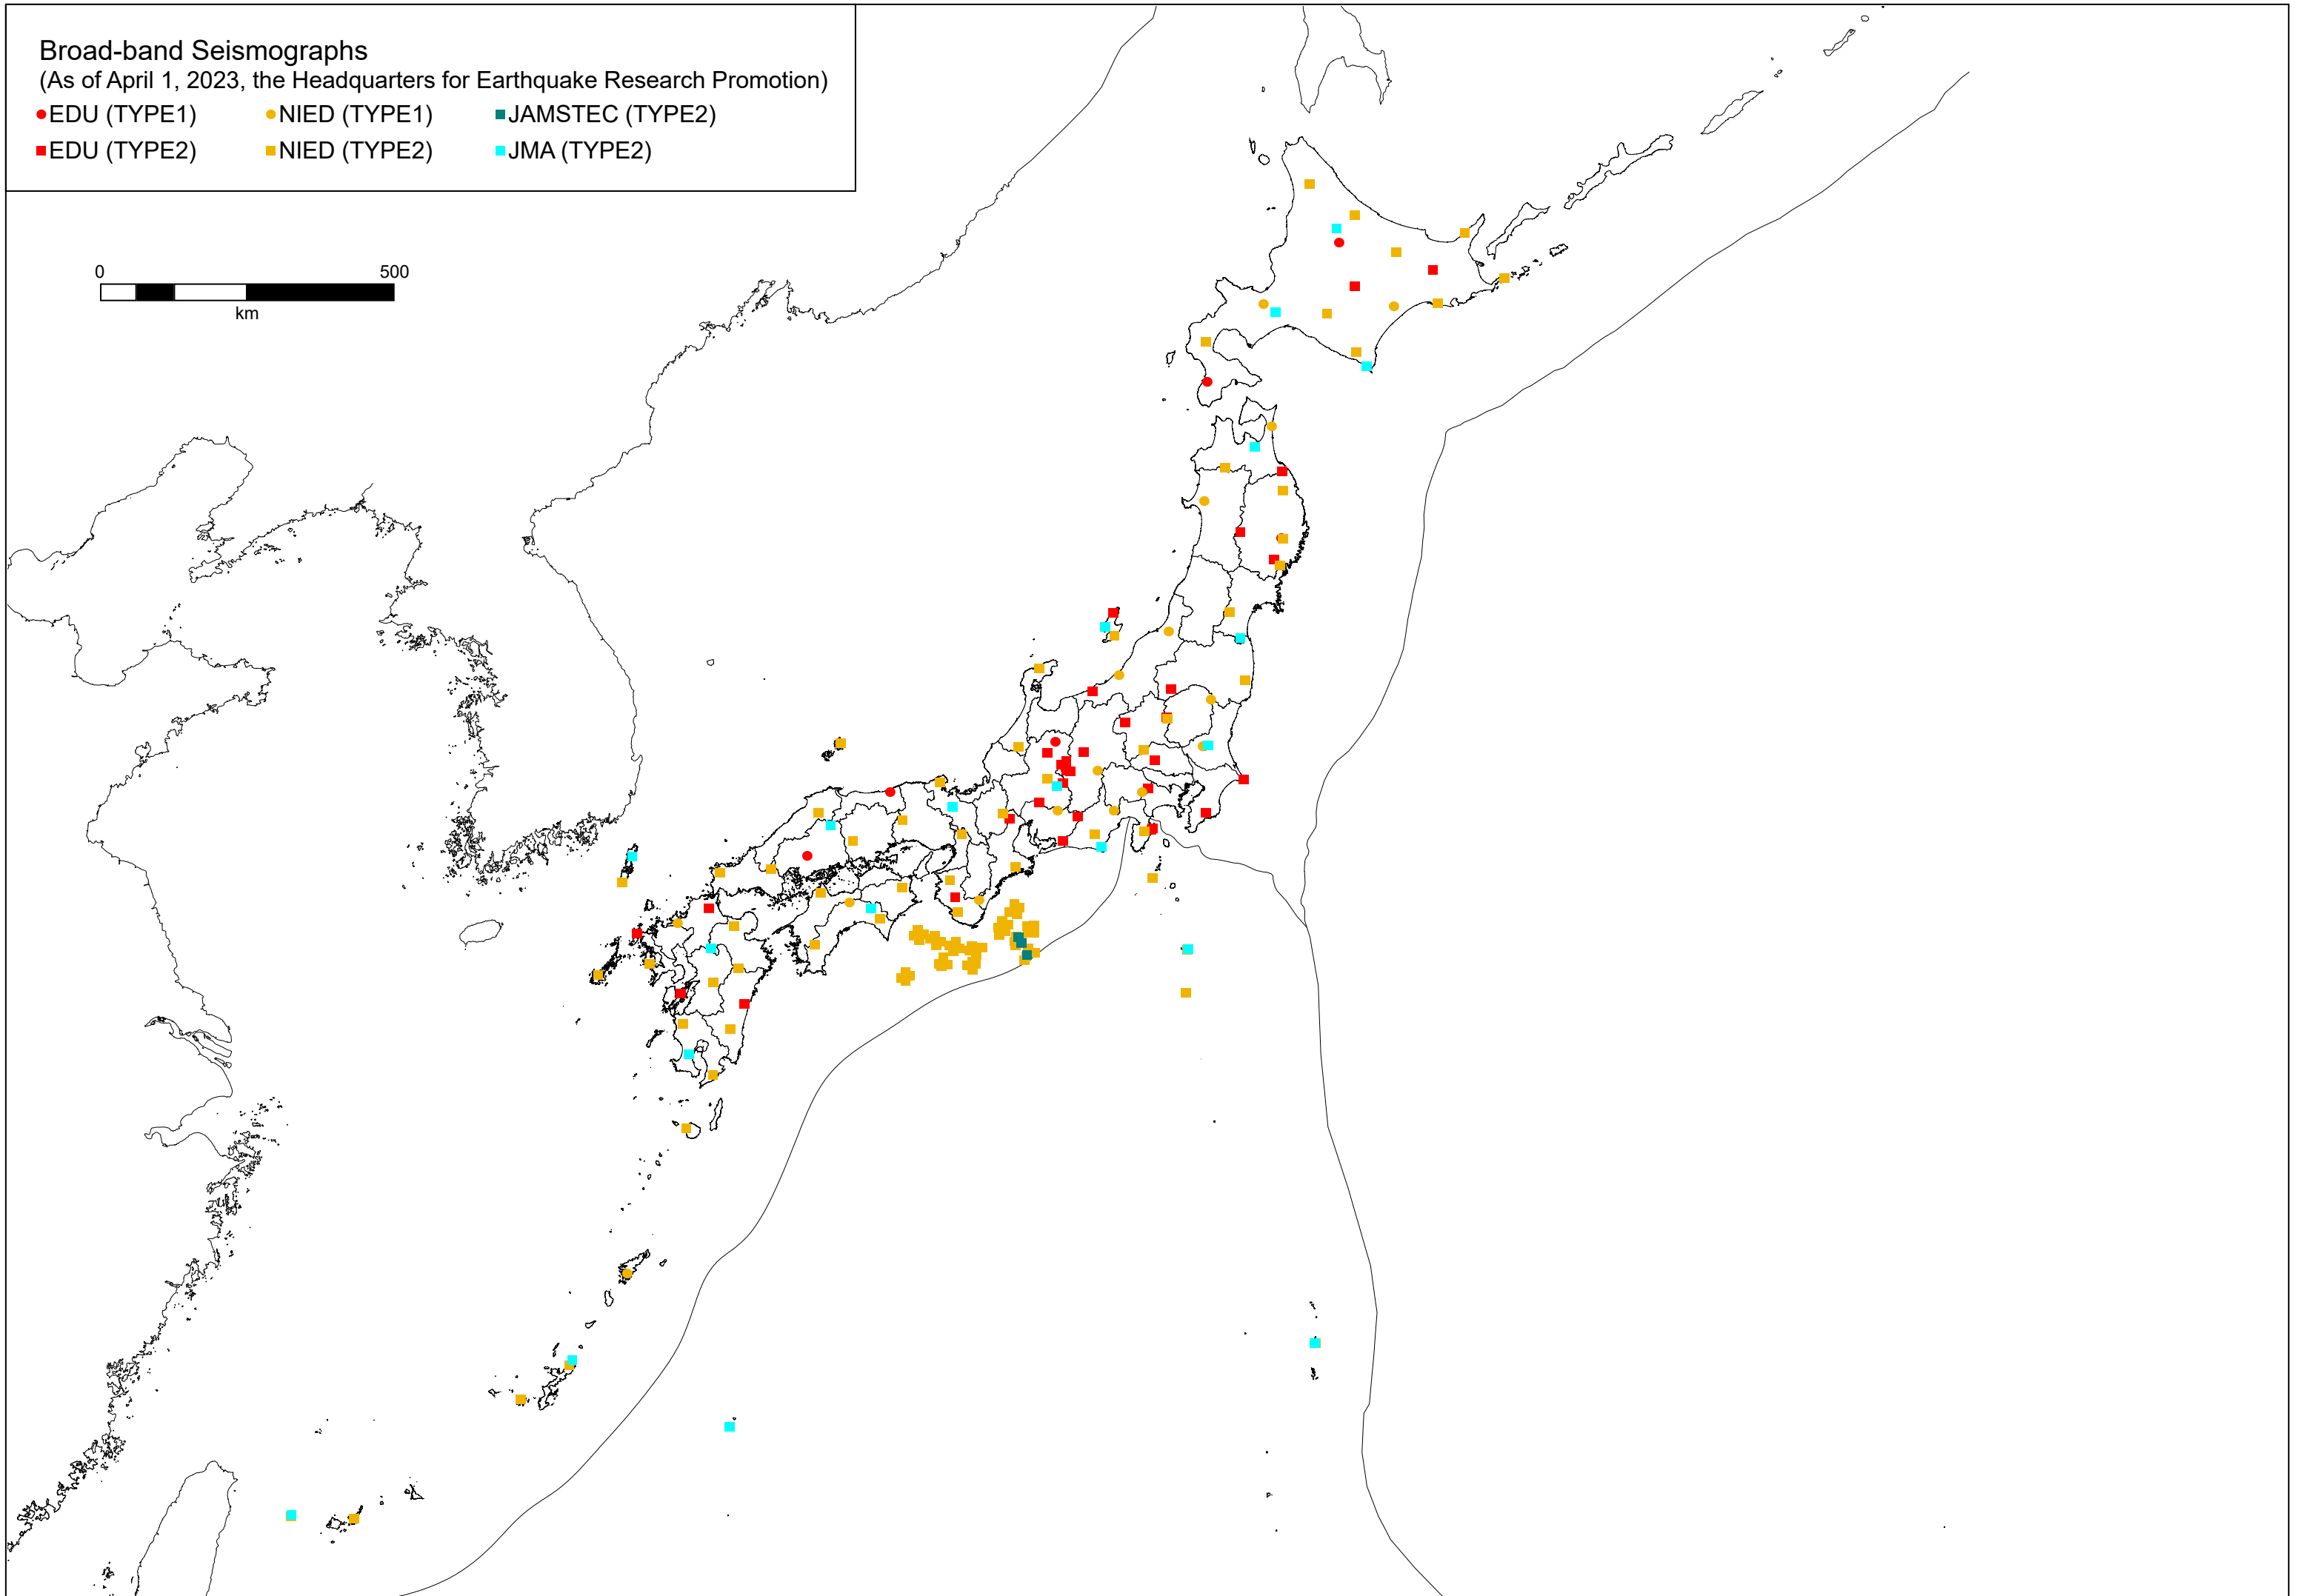 Broad-band Seismographs
(As of April 1, 2023, the Headquarters for Earthquake Research Promotion)
EDU (TYPE1) NIED (TYPE1) JAMSTEC (TYPE2)
EDU (TYPE2) NIED (TYPE2) JMA (TYPE2)
0 500
km